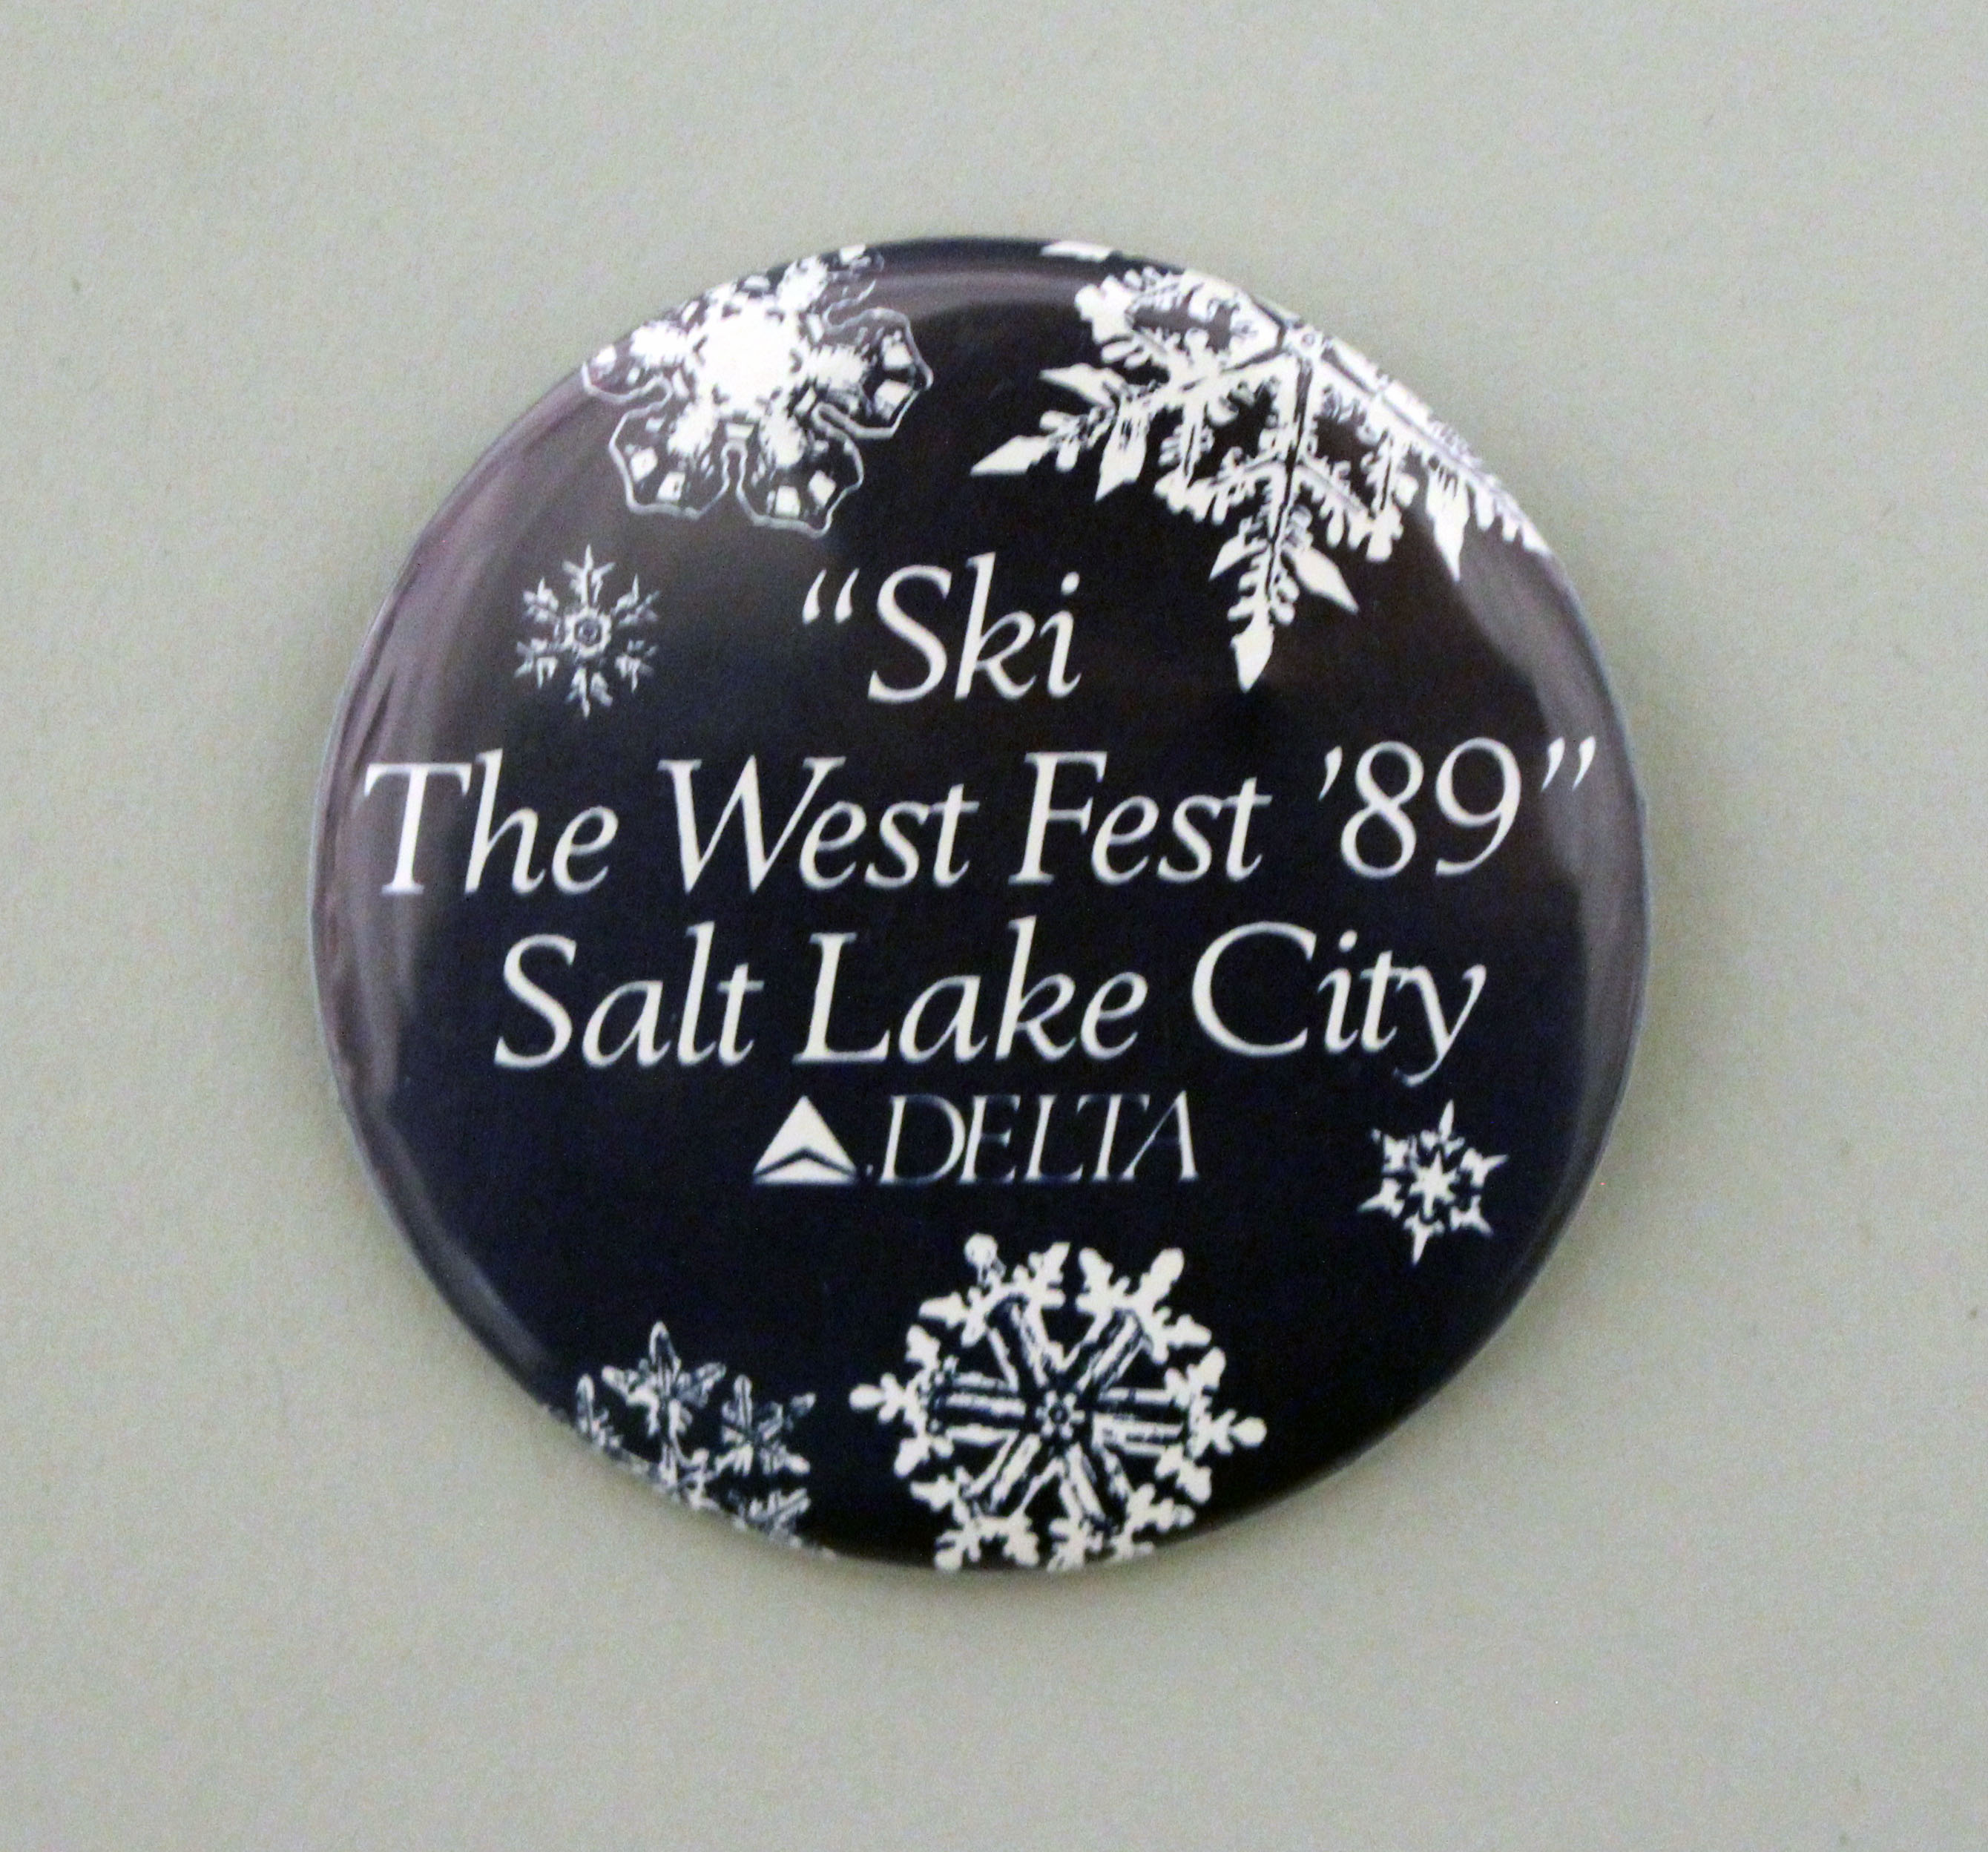 “Ski
The West Fest ’89”
Salt Lake City
DELTA